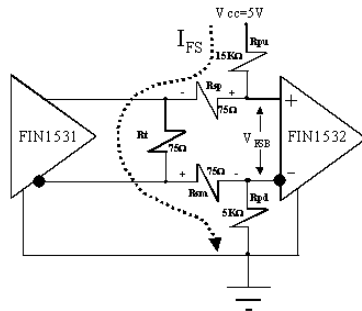 Vcc=5V
IFS
Rpu
15KΩ
- Rsp +
75Ω
+
FIN1531
Rt
75Ω
VFSB
FIN1532
75Ω
+ -
Rsm
-
Rpd
5KΩ